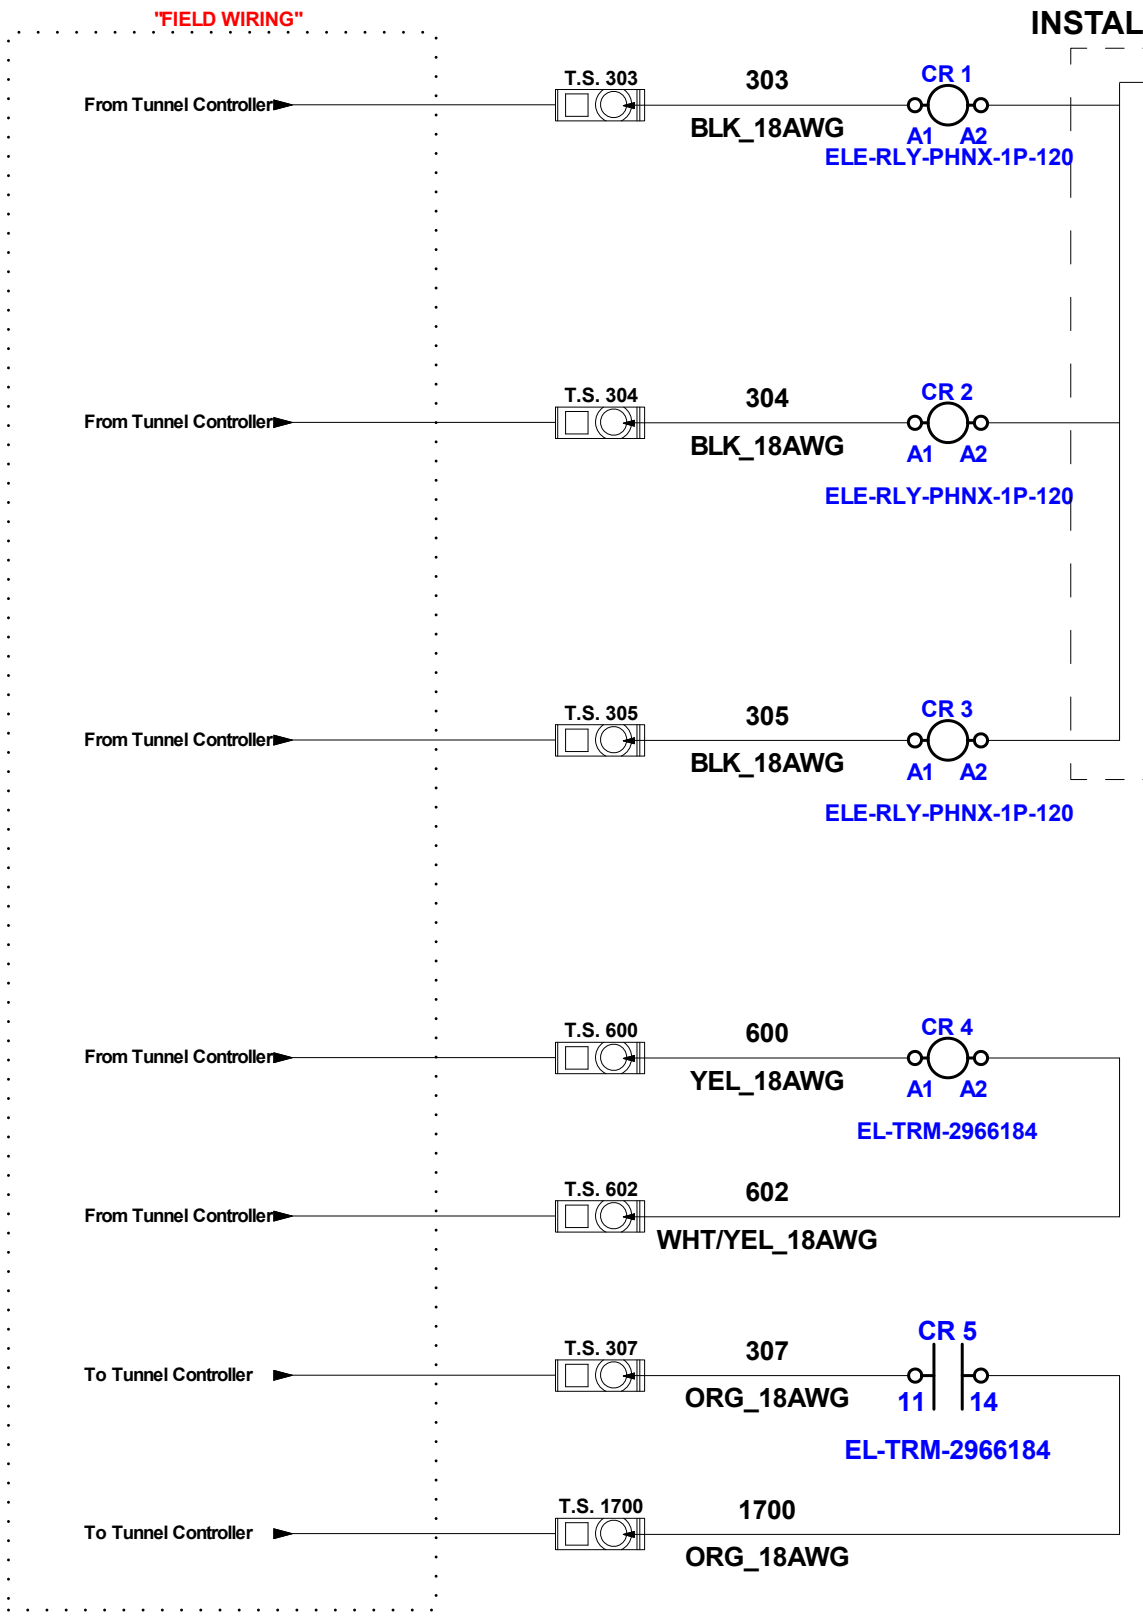 "FIELD WIRING"
INSTAL
From Tunnel Controller
T.S. 303
303
BLK_18AWG
CR 1
A1 A2
ELE-RLY-PHNX-1P-120
From Tunnel Controller
T.S. 304
304
BLK_18AWG
CR 2
A1 A2
ELE-RLY-PHNX-1P-120
From Tunnel Controller
T.S. 305
305
BLK_18AWG
CR 3
A1 A2
ELE-RLY-PHNX-1P-120
From Tunnel Controller
T.S. 600
600
YEL_18AWG
CR 4
A1 A2
EL-TRM-2966184
From Tunnel Controller
T.S. 602
602
WHT/YEL_18AWG
To Tunnel Controller
T.S. 307
307
ORG_18AWG
CR 5
11 14
EL-TRM-2966184
To Tunnel Controller
T.S. 1700
1700
ORG_18AWG